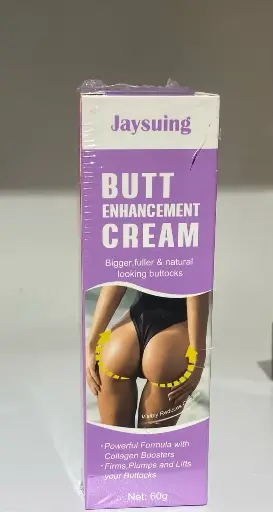 Jaysuing
BUTT
ENHANCEMENT
CREAM
Bigger,fuller & natural
looking buttocks
Reduces
•Powerful Formula with
Collagen Boosters
•Firms,Plumps and Lifts
your Buttocks
Net: 60g